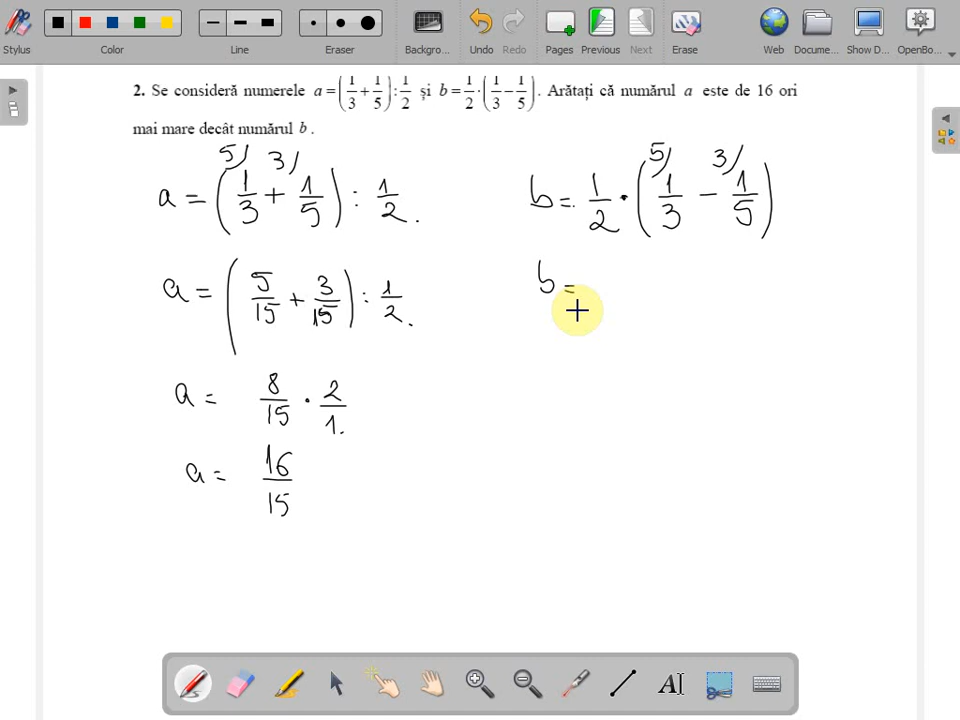 Stylus Color Line Eraser Backgro... Undo Redo Pages Previous Next Erase Web Docume... Show D... OpenBo...
2. Se consideră numerele a = (1/3 + 1/5) : 1/2 și b = 1/2 · (1/3 − 1/5). Arătați că numărul a este de 16 ori
mai mare decât numărul b.
5/ 3/
a = (1/3 + 1/5) : 1/2.
5/ 3/
b = 1/2 · (1/3 − 1/5)
a = (5/15 + 3/15) : 1/2.
b =
a = 8/15 · 2/1.
a = 16/15
A